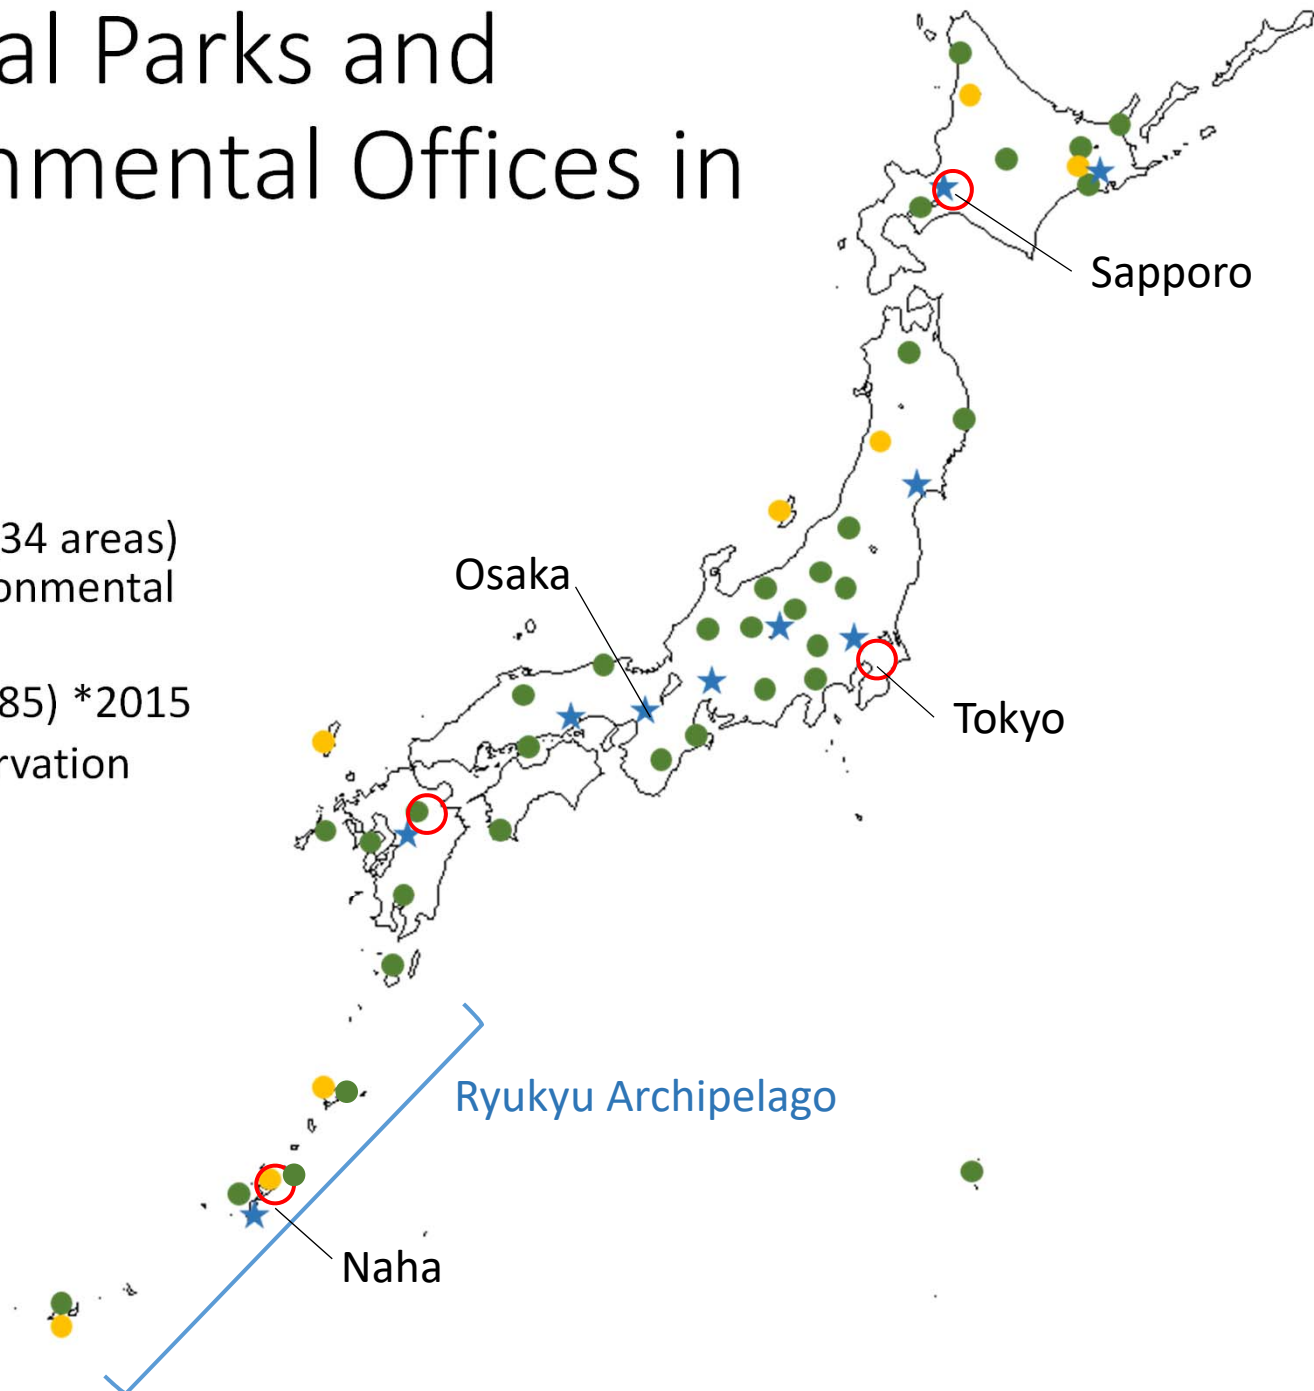 al Parks and
nmental Offices in
Sapporo
34 areas)
onmental
Osaka
85) *2015
Tokyo
rvation
Ryukyu Archipelago
Naha